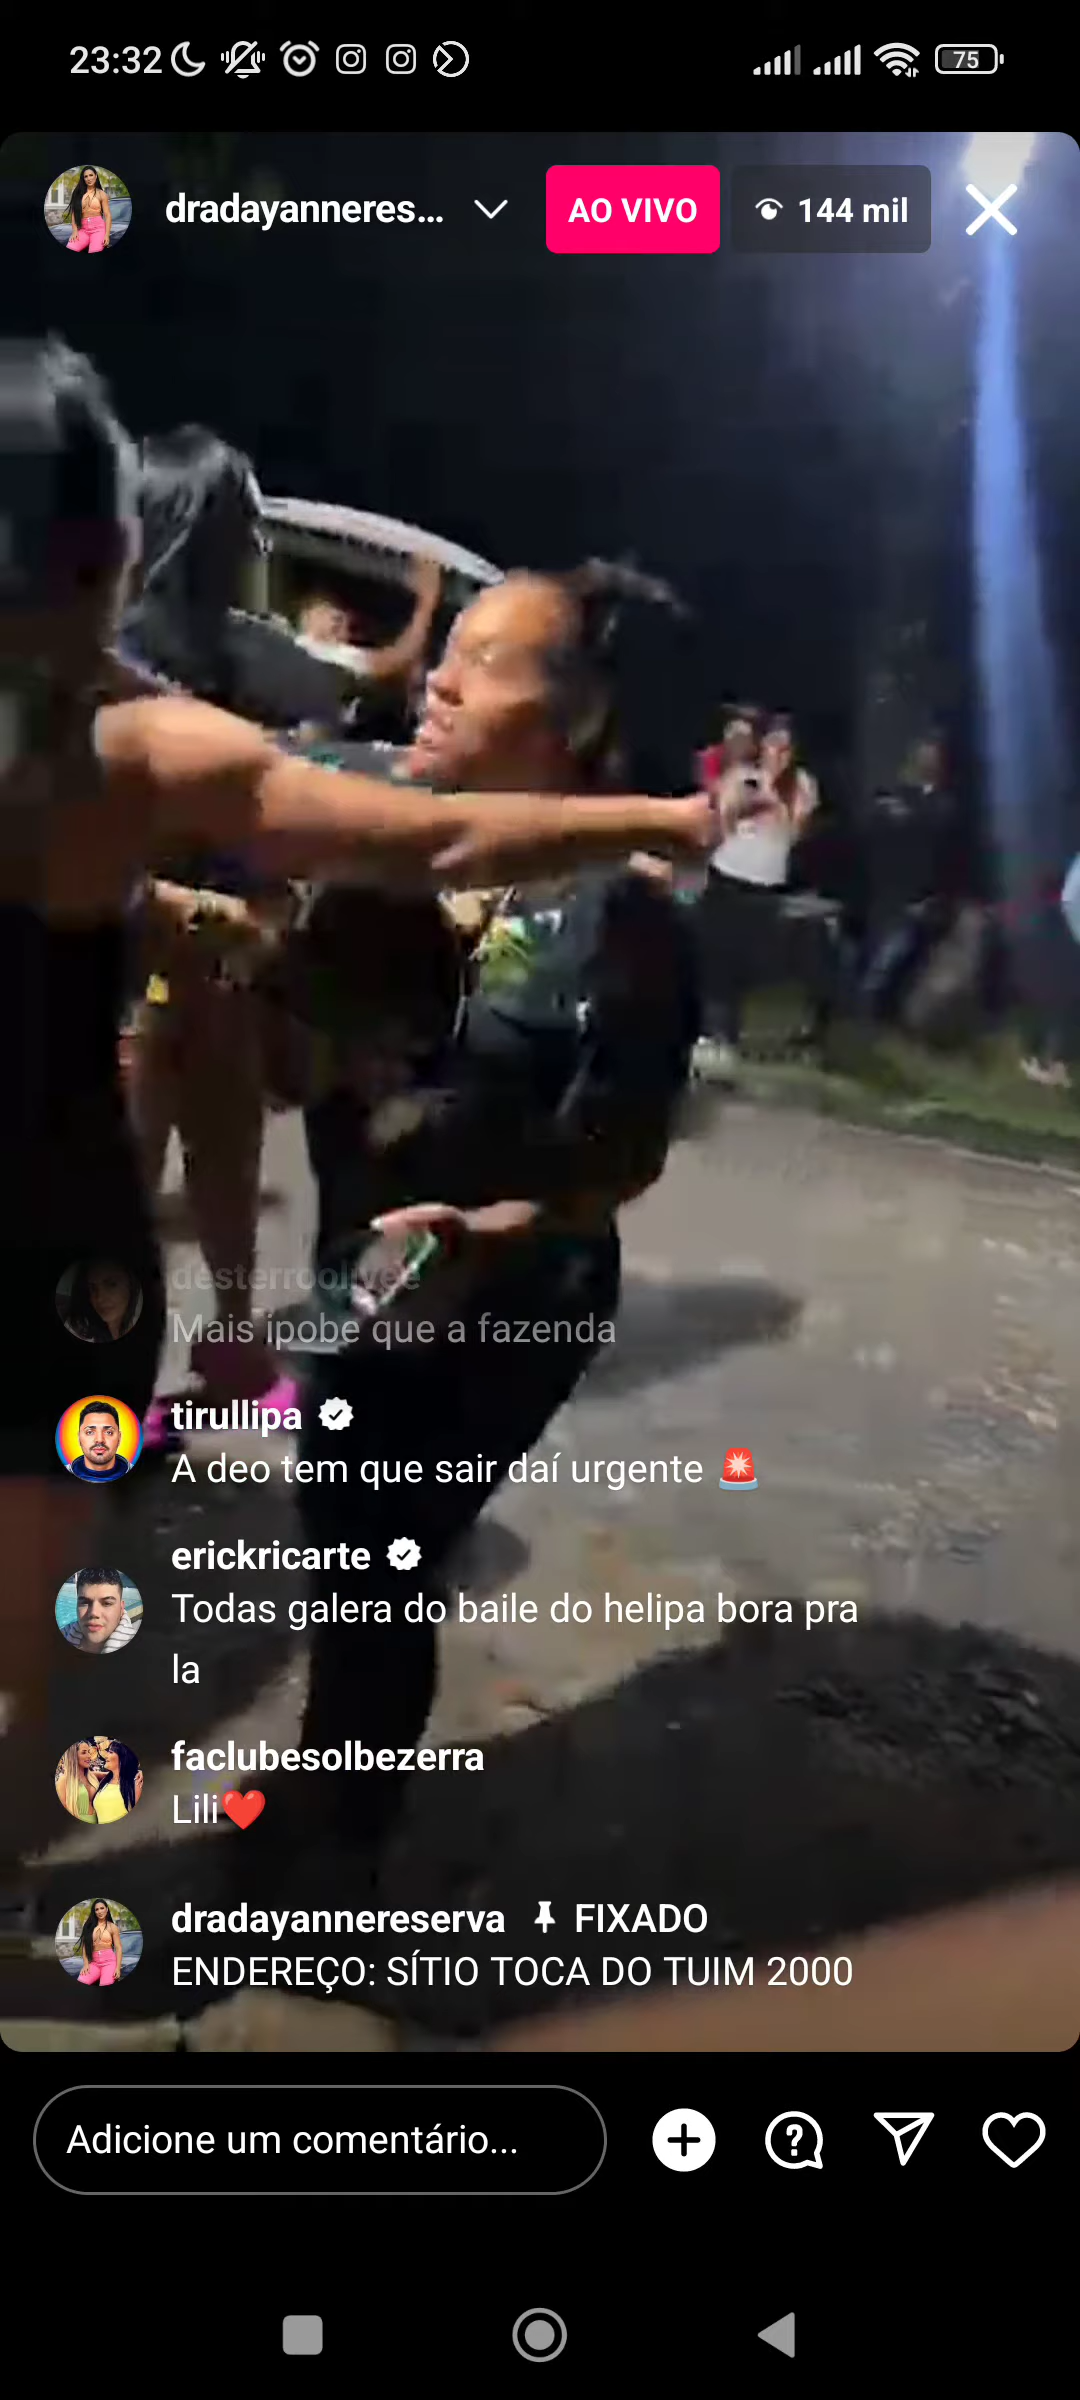 23:32
75
dradayanneres...
AO VIVO
144 mil
desterroolivee
Mais ipobe que a fazenda
tirullipa
A deo tem que sair daí urgente 🚨
erickricarte
Todas galera do baile do helipa bora pra
la
faclubesolbezerra
Lili❤️
dradayannereserva 📌 FIXADO
ENDEREÇO: SÍTIO TOCA DO TUIM 2000
Adicione um comentário...